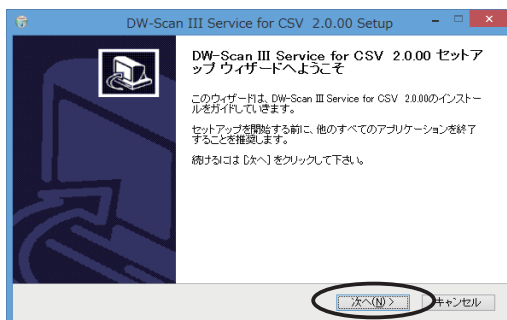 DW-Scan III Service for CSV 2.0.00 Setup
DW-Scan III Service for CSV 2.0.00 セットア
ップ ウィザードへようこそ
このウィザードは、DW-Scan Ⅲ Service for CSV 2.0.00のインストー
ルをガイドしていきます。
セットアップを開始する前に、他のすべてのアプリケーションを終了
することを推奨します。
続けるには [次へ] をクリックして下さい。
次へ(N) >
キャンセル